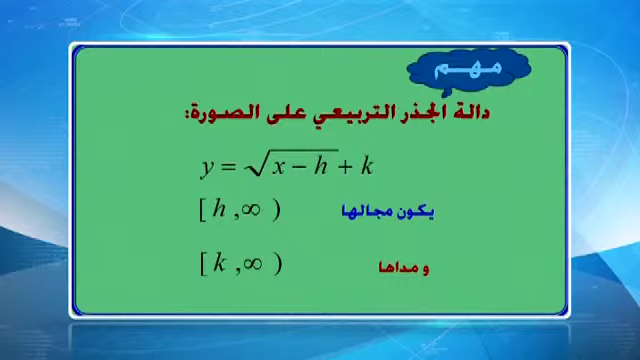 مهم
دالة الجذر التربيعي على الصورة:
y = √x − h + k
يكون مجالها [ h ,∞ )
و مداها [ k ,∞ )